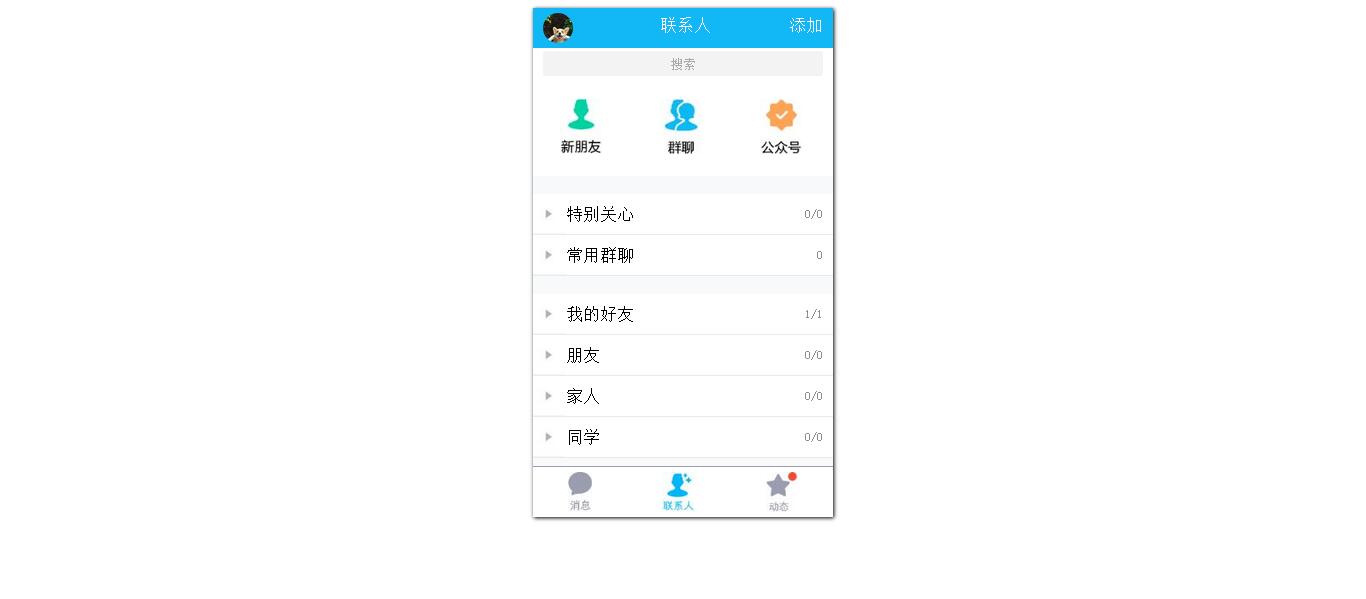 联系人 添加
搜索
新朋友 群聊 公众号
特别关心 0/0
常用群聊 0
我的好友 1/1
朋友 0/0
家人 0/0
同学 0/0
消息 联系人 动态